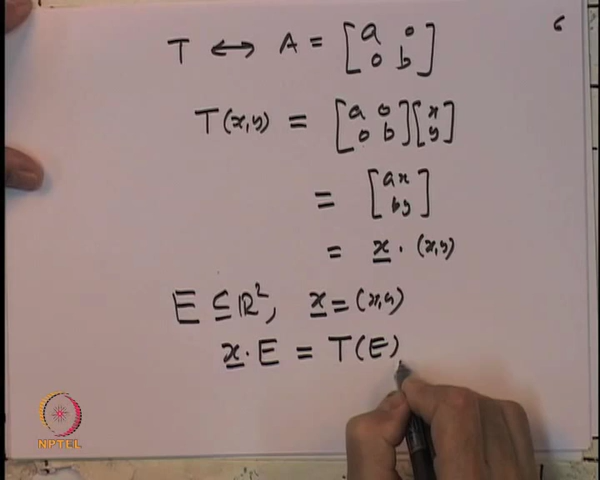 6
T ↔ A = [a 0
0 b]
T(x,y) = [a 0
0 b][x
y]
= [ax
by]
= x · (x,y)
E ⊆ ℝ², x = (x,y)
x · E = T(E)
NPTEL